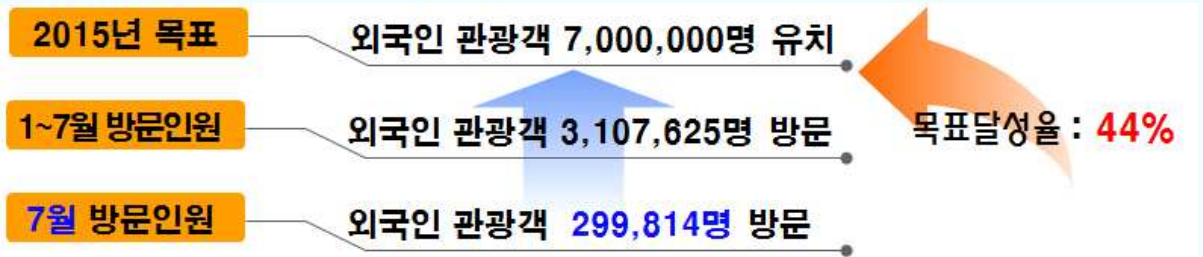 2015년 목표 외국인 관광객 7,000,000명 유치
1~7월 방문인원 외국인 관광객 3,107,625명 방문 목표달성율 : 44%
7월 방문인원 외국인 관광객 299,814명 방문